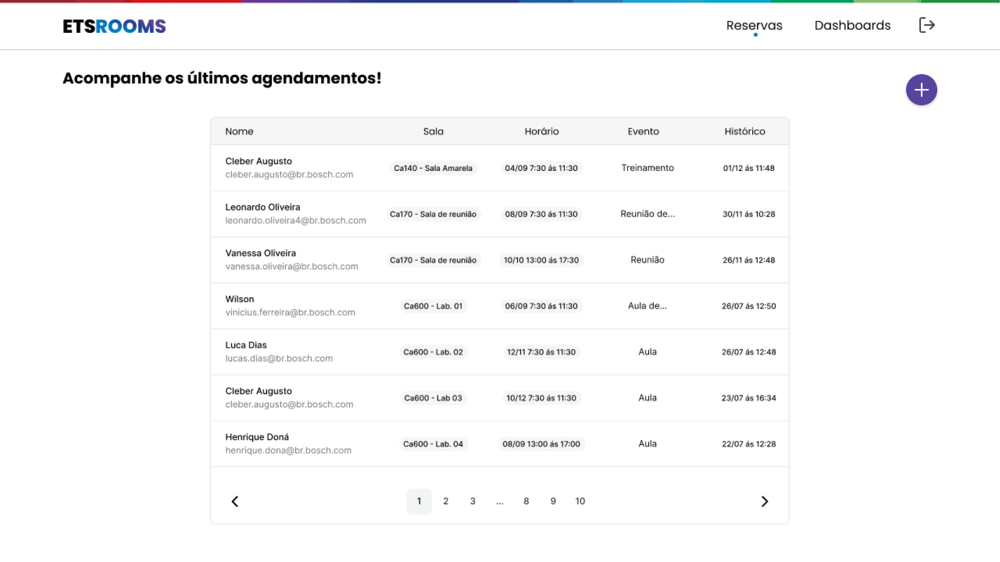 ETSROOMS
Reservas
Dashboards
Acompanhe os últimos agendamentos!
Nome Sala Horário Evento Histórico
Cleber Augusto
cleber.augusto@br.bosch.com
Ca140 - Sala Amarela 04/09 7:30 ás 11:30 Treinamento 01/12 ás 11:48
Leonardo Oliveira
leonardo.oliveira4@br.bosch.com
Ca170 - Sala de reunião 08/09 7:30 ás 11:30 Reunião de... 30/11 ás 10:28
Vanessa Oliveira
vanessa.oliveira@br.bosch.com
Ca170 - Sala de reunião 10/10 13:00 ás 17:30 Reunião 26/11 ás 12:48
Wilson
vinicius.ferreira@br.bosch.com
Ca600 - Lab. 01 06/09 7:30 ás 11:30 Aula de... 26/07 ás 12:50
Luca Dias
lucas.dias@br.bosch.com
Ca600 - Lab. 02 12/11 7:30 ás 11:30 Aula 26/07 ás 12:48
Cleber Augusto
cleber.augusto@br.bosch.com
Ca600 - Lab 03 10/12 7:30 ás 11:30 Aula 23/07 ás 16:34
Henrique Doná
henrique.dona@br.bosch.com
Ca600 - Lab. 04 08/09 13:00 ás 17:00 Aula 22/07 ás 12:28
1 2 3 ... 8 9 10